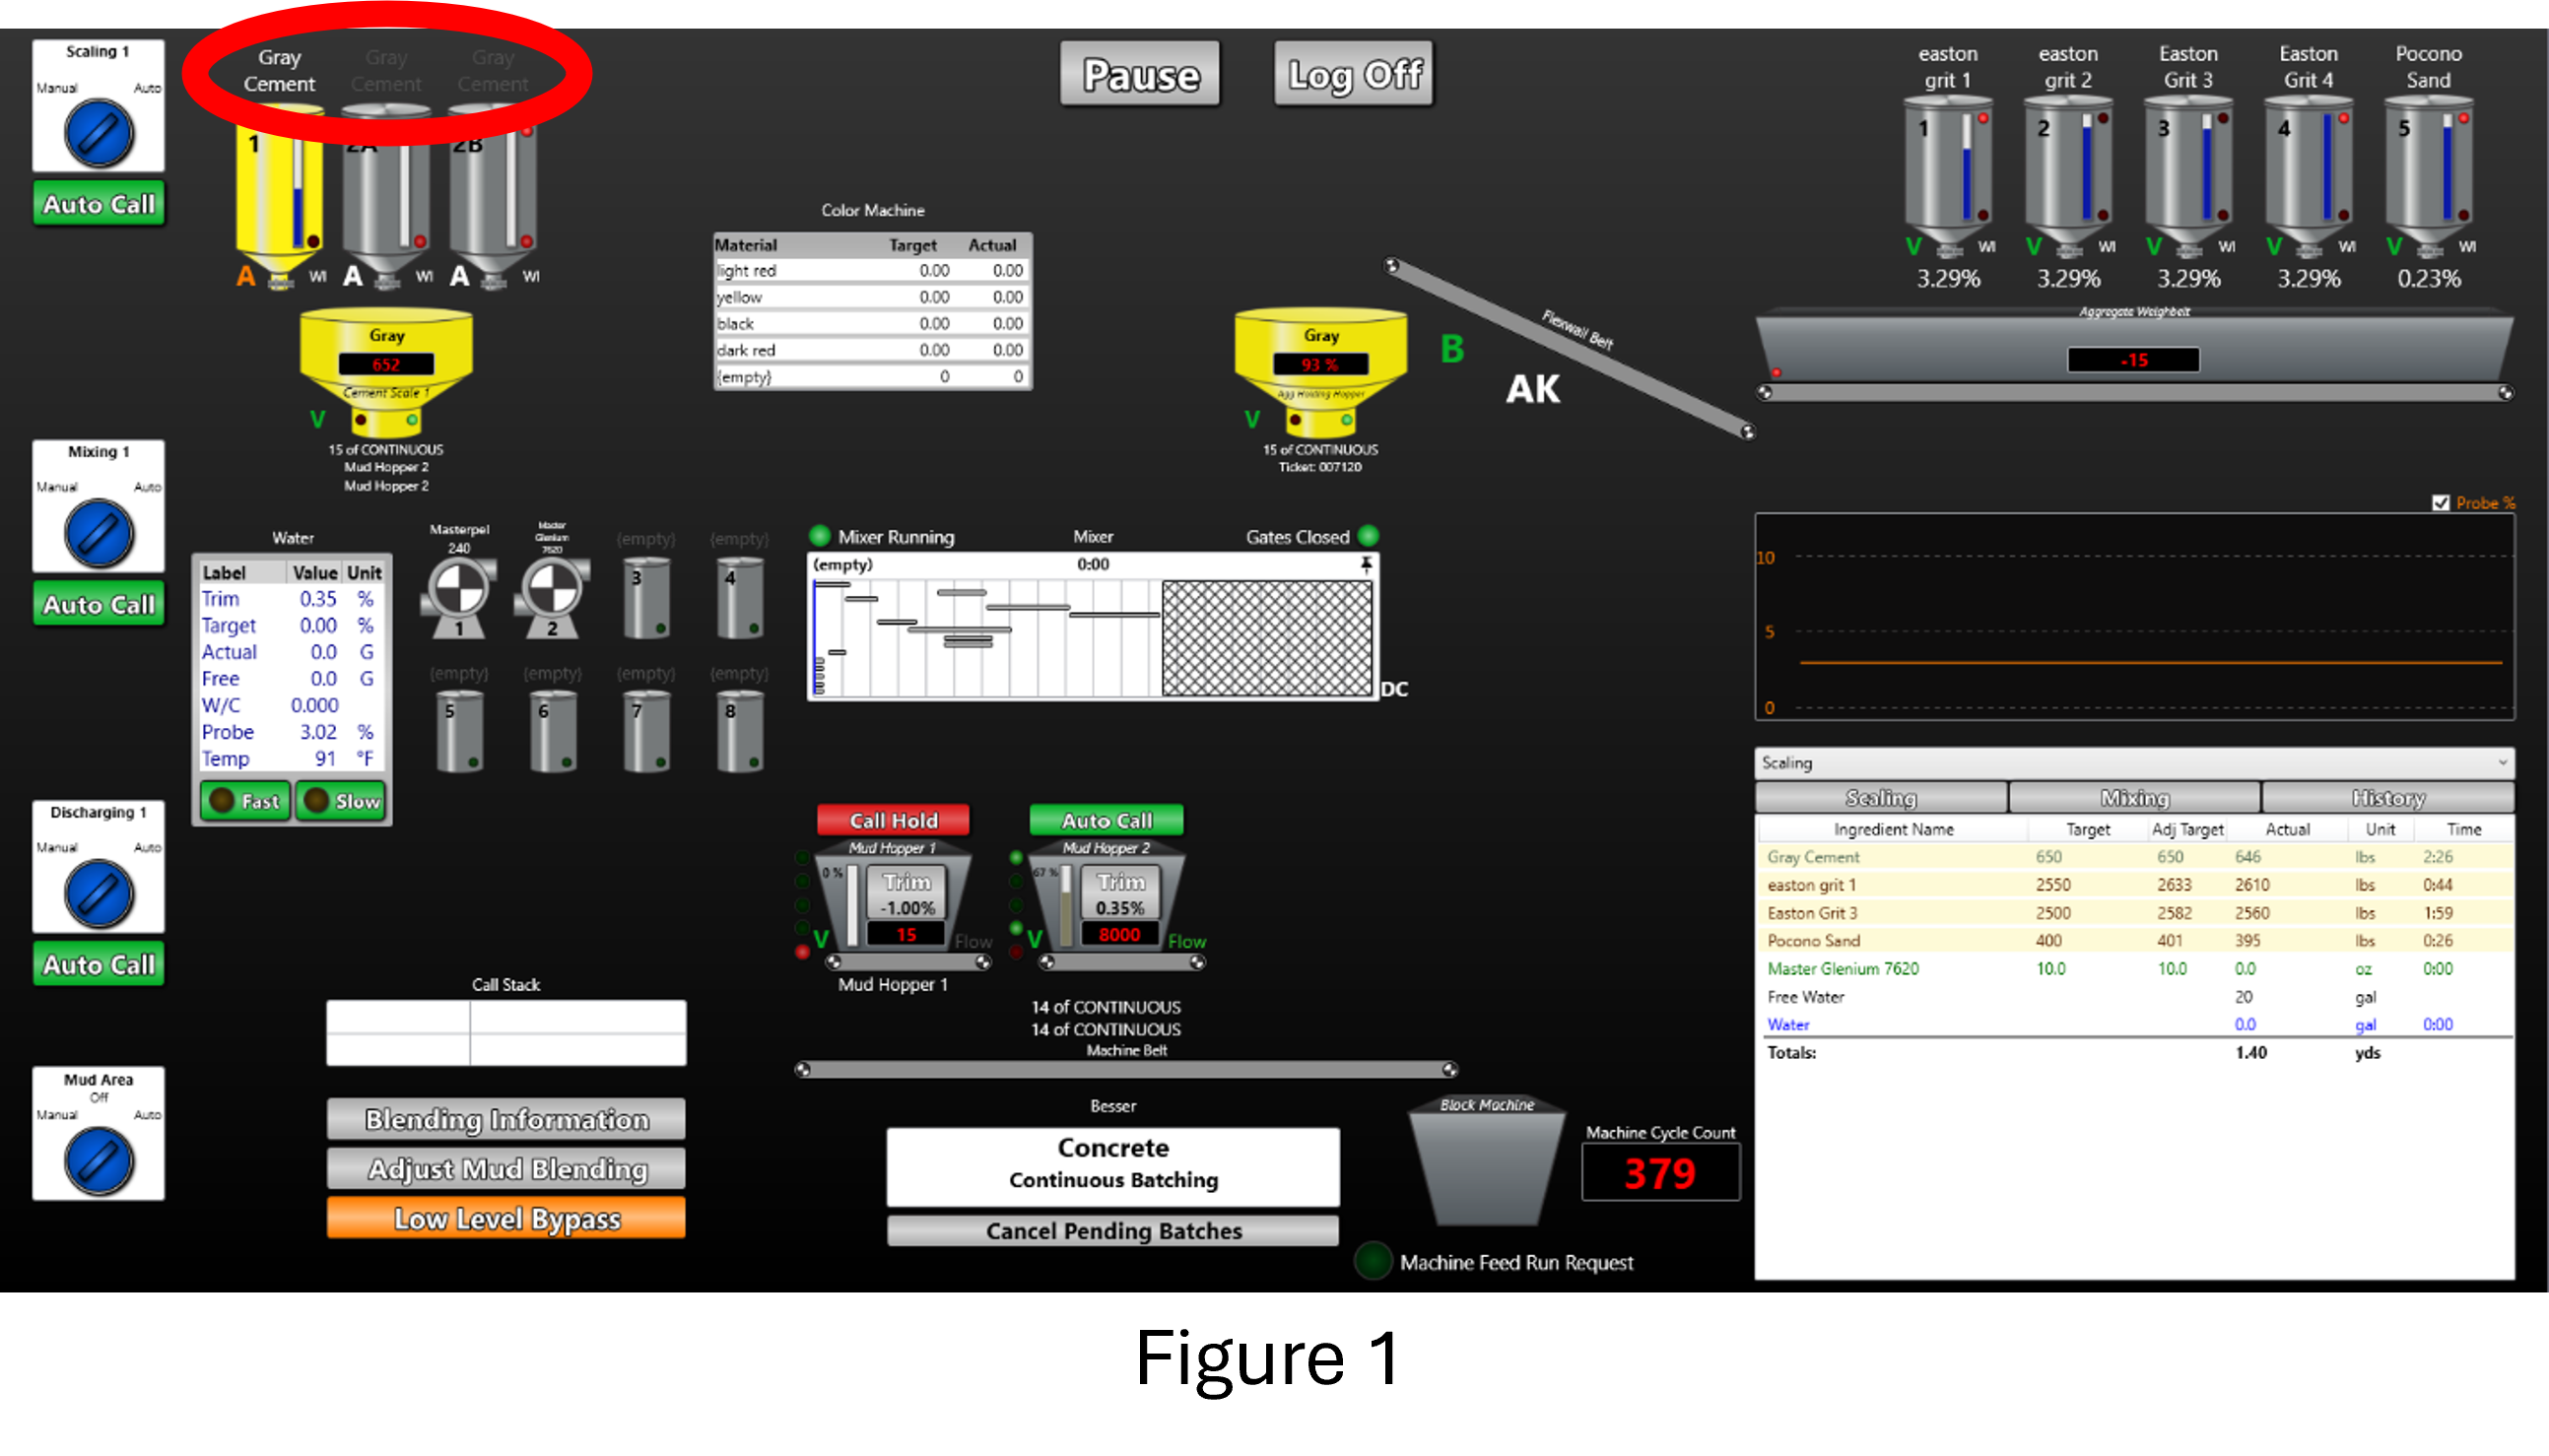 Scaling 1
Manual Auto
Auto Call
Gray Cement
Gray Cement
Gray Cement
1
2A
2B
A WI A WI A WI
Gray
652
Cement Scale 1
V
15 of CONTINUOUS
Mud Hopper 2
Mud Hopper 2
Pause
Log Off
Color Machine
Material Target Actual
light red 0.00 0.00
yellow 0.00 0.00
black 0.00 0.00
dark red 0.00 0.00
(empty) 0 0
Gray
93 %
Agg Holding Hopper
V
15 of CONTINUOUS
Ticket: 007120
B
AK
Flexwall Belt
easton grit 1
easton grit 2
Easton Grit 3
Easton Grit 4
Pocono Sand
1 2 3 4 5
V WI V WI V WI V WI V WI
3.29% 3.29% 3.29% 3.29% 0.23%
Aggregate Weighbelt
-15
Mixing 1
Manual Auto
Auto Call
Water
Label Value Unit
Trim 0.35 %
Target 0.00 %
Actual 0.0 G
Free 0.0 G
W/C 0.000
Probe 3.02 %
Temp 91 °F
Fast Slow
Masterpel 240
Master Glenium 7620
(empty) (empty)
1 2 3 4
(empty) (empty) (empty) (empty)
5 6 7 8
Mixer Running Mixer Gates Closed
(empty) 0:00
DC
Probe %
10
5
0
Discharging 1
Manual Auto
Auto Call
Call Hold
Mud Hopper 1
0 %
Trim
-1.00%
15
V Flow
Mud Hopper 1
Auto Call
Mud Hopper 2
67 %
Trim
0.35%
8000
V Flow
14 of CONTINUOUS
14 of CONTINUOUS
Machine Belt
Call Stack
Mud Area
Off
Manual Auto
Blending Information
Adjust Mud Blending
Low Level Bypass
Besser
Concrete
Continuous Batching
Cancel Pending Batches
Block Machine
Machine Cycle Count
379
Machine Feed Run Request
Scaling
Scaling Mixing History
Ingredient Name Target Adj Target Actual Unit Time
Gray Cement 650 650 646 lbs 2:26
easton grit 1 2550 2633 2610 lbs 0:44
Easton Grit 3 2500 2582 2560 lbs 1:59
Pocono Sand 400 401 395 lbs 0:26
Master Glenium 7620 10.0 10.0 0.0 oz 0:00
Free Water 20 gal
Water 0.0 gal 0:00
Totals: 1.40 yds
Figure 1